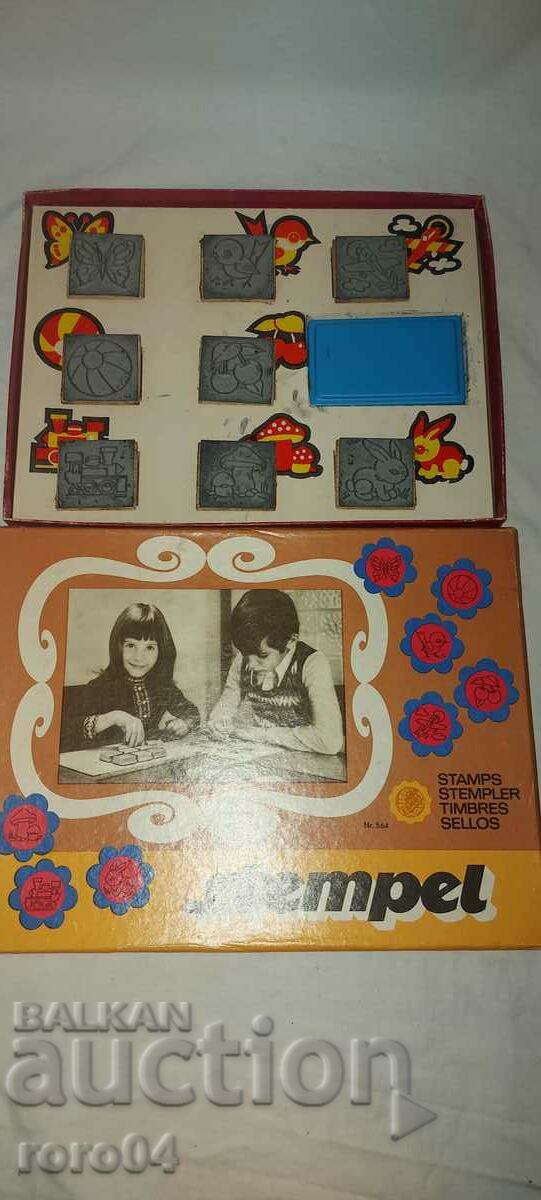 STAMPS
STEMPLER
TIMBRES
SELLOS
Nr. 564
stempel
BALKAN
auction
roro04